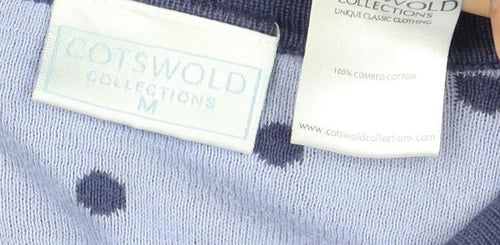 COTSWOLD
COLLECTIONS
M
COLLECTIONS
UNIQUE CLASSIC CLOTHING
100% COMBED COTTON
www.cotswoldcollections.com